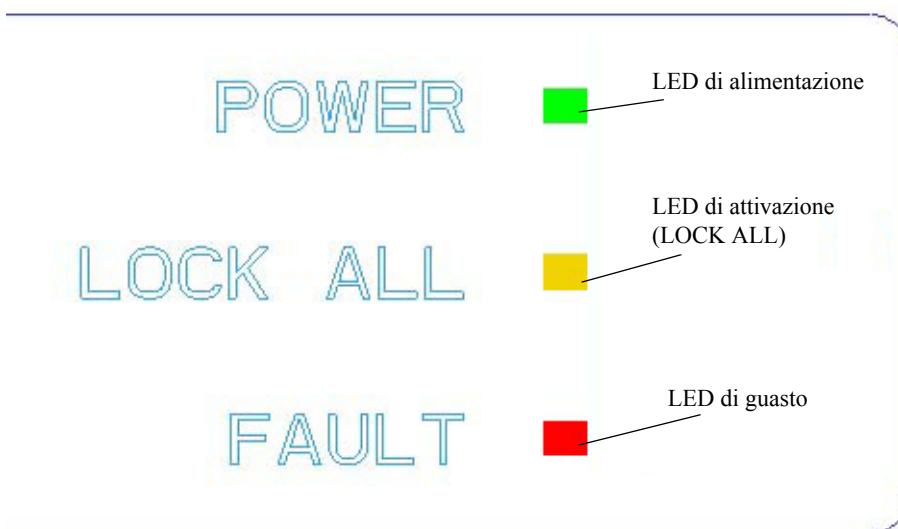 POWER
LED di alimentazione
LED di attivazione
(LOCK ALL)
LOCK ALL
LED di guasto
FAULT